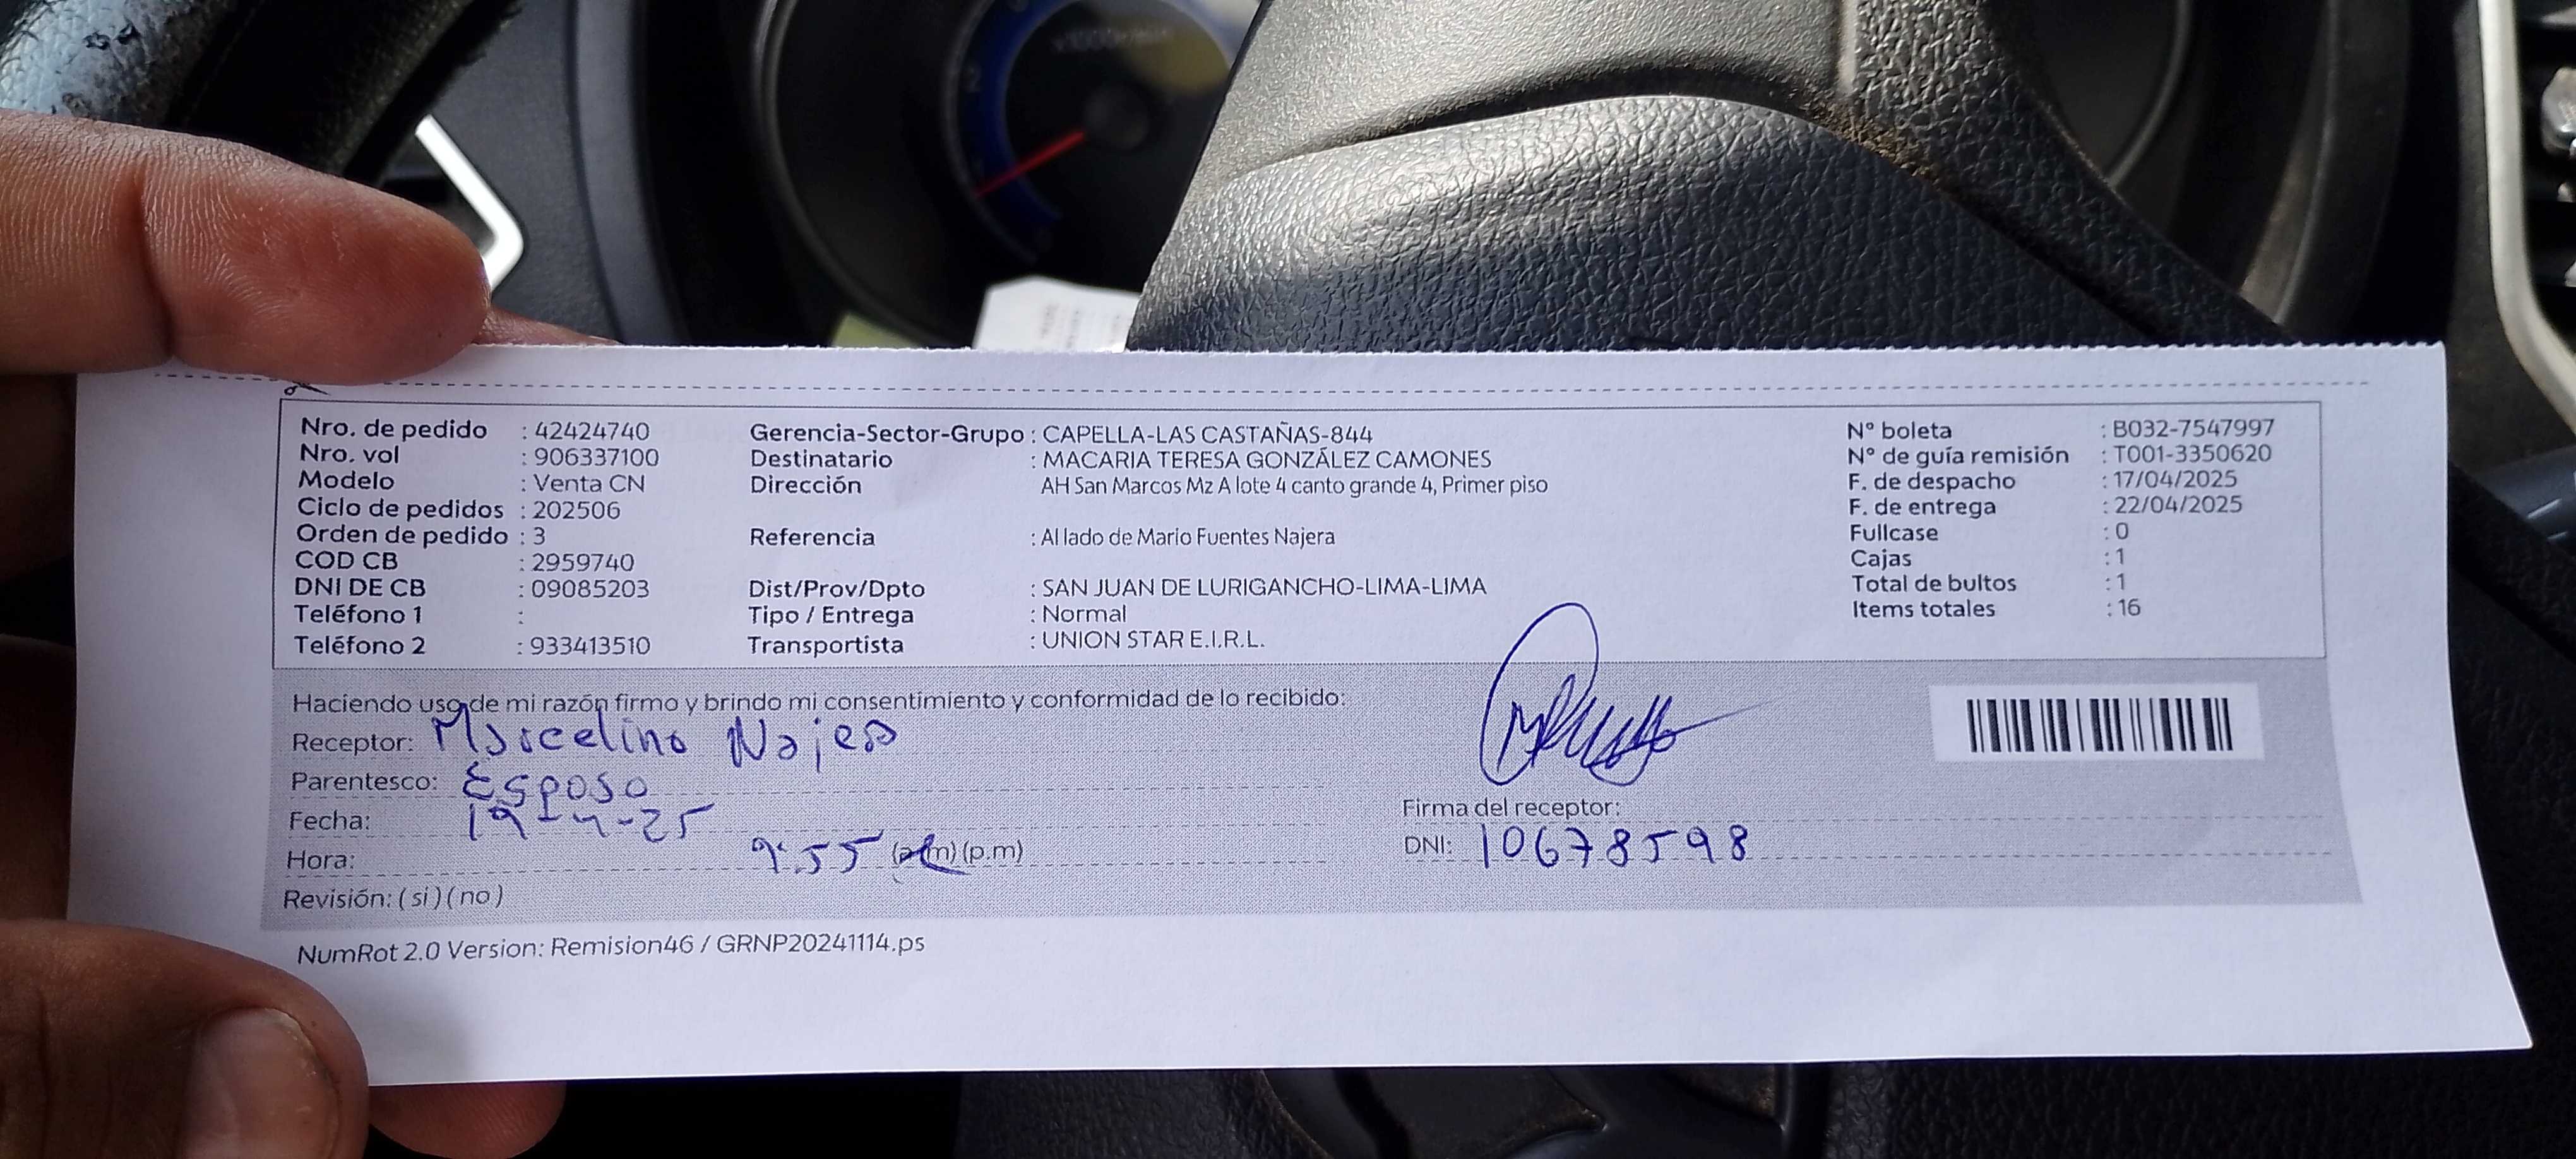 Nro. de pedido : 42424740
Nro. vol : 906337100
Modelo : Venta CN
Ciclo de pedidos : 202506
Orden de pedido : 3
COD CB : 2959740
DNI DE CB : 09085203
Teléfono 1 :
Teléfono 2 : 933413510
Gerencia-Sector-Grupo : CAPELLA-LAS CASTAÑAS-844
Destinatario : MACARIA TERESA GONZÁLEZ CAMONES
Dirección AH San Marcos Mz A lote 4 canto grande 4, Primer piso
Referencia : Al lado de Mario Fuentes Najera
Dist/Prov/Dpto : SAN JUAN DE LURIGANCHO-LIMA-LIMA
Tipo / Entrega : Normal
Transportista : UNION STAR E.I.R.L.
N° boleta : B032-7547997
N° de guía remisión : T001-3350620
F. de despacho : 17/04/2025
F. de entrega : 22/04/2025
Fullcase : 0
Cajas : 1
Total de bultos : 1
Items totales : 16
Haciendo uso de mi razón firmo y brindo mi consentimiento y conformidad de lo recibido:
Receptor: Marcelino
Parentesco: Esposo
Fecha: 19-4-25
Hora: 9:55 (a.m) (p.m)
Revisión: ( si ) ( no )
Firma del receptor:
DNI: 10678598
NumRot 2.0 Version: Remision46 / GRNP20241114.ps